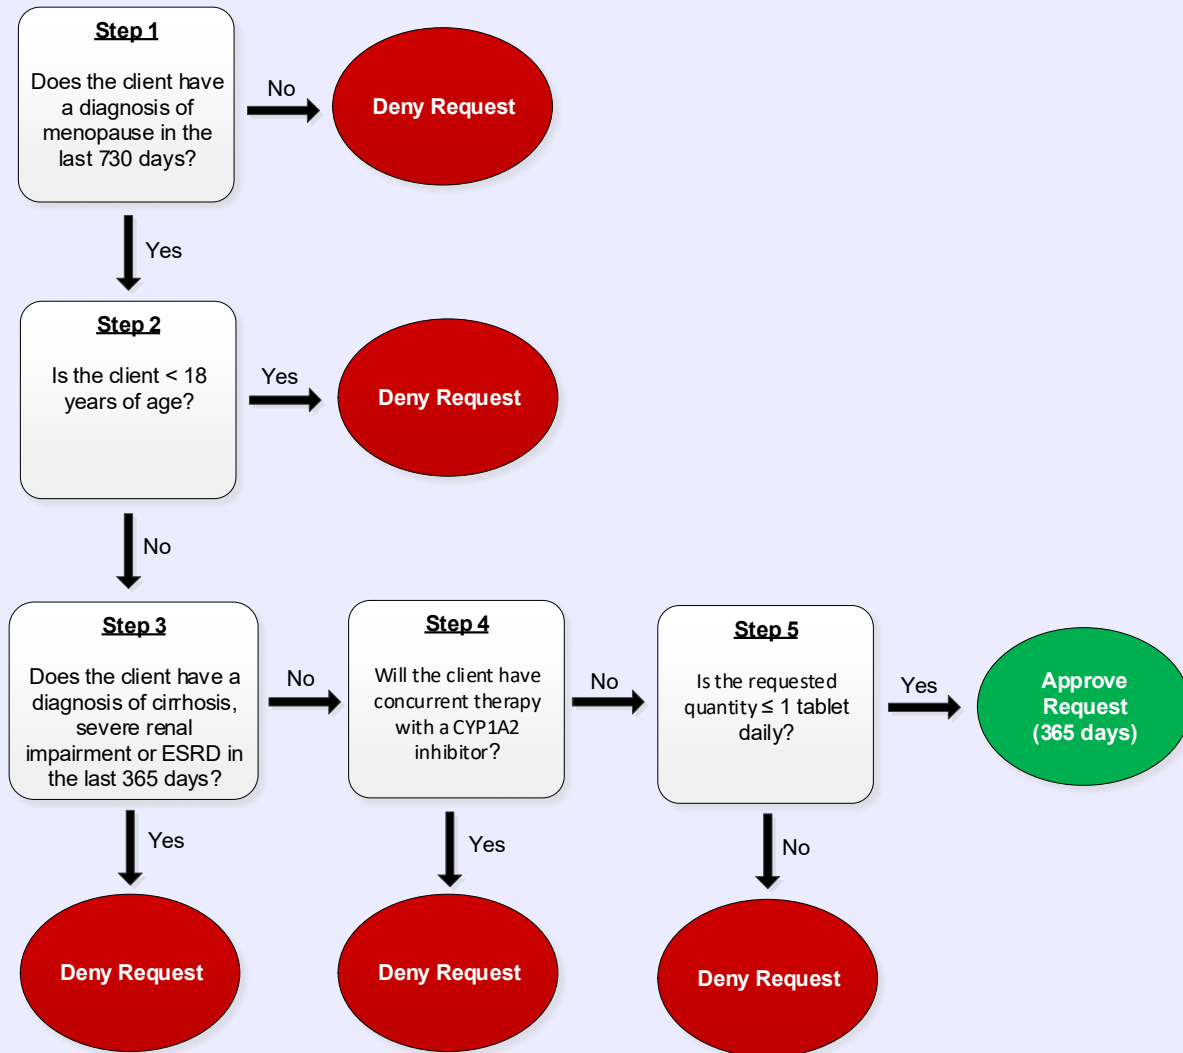 Step 1
Does the client have
a diagnosis of
menopause in the
last 730 days?
No
Deny Request
Yes
Step 2
Is the client < 18
years of age?
Yes
Deny Request
No
Step 3
Does the client have a
diagnosis of cirrhosis,
severe renal
impairment or ESRD in
the last 365 days?
No
Step 4
Will the client have
concurrent therapy
with a CYP1A2
inhibitor?
No
Step 5
Is the requested
quantity ≤ 1 tablet
daily?
Yes
Approve
Request
(365 days)
Yes
Deny Request
Yes
Deny Request
No
Deny Request